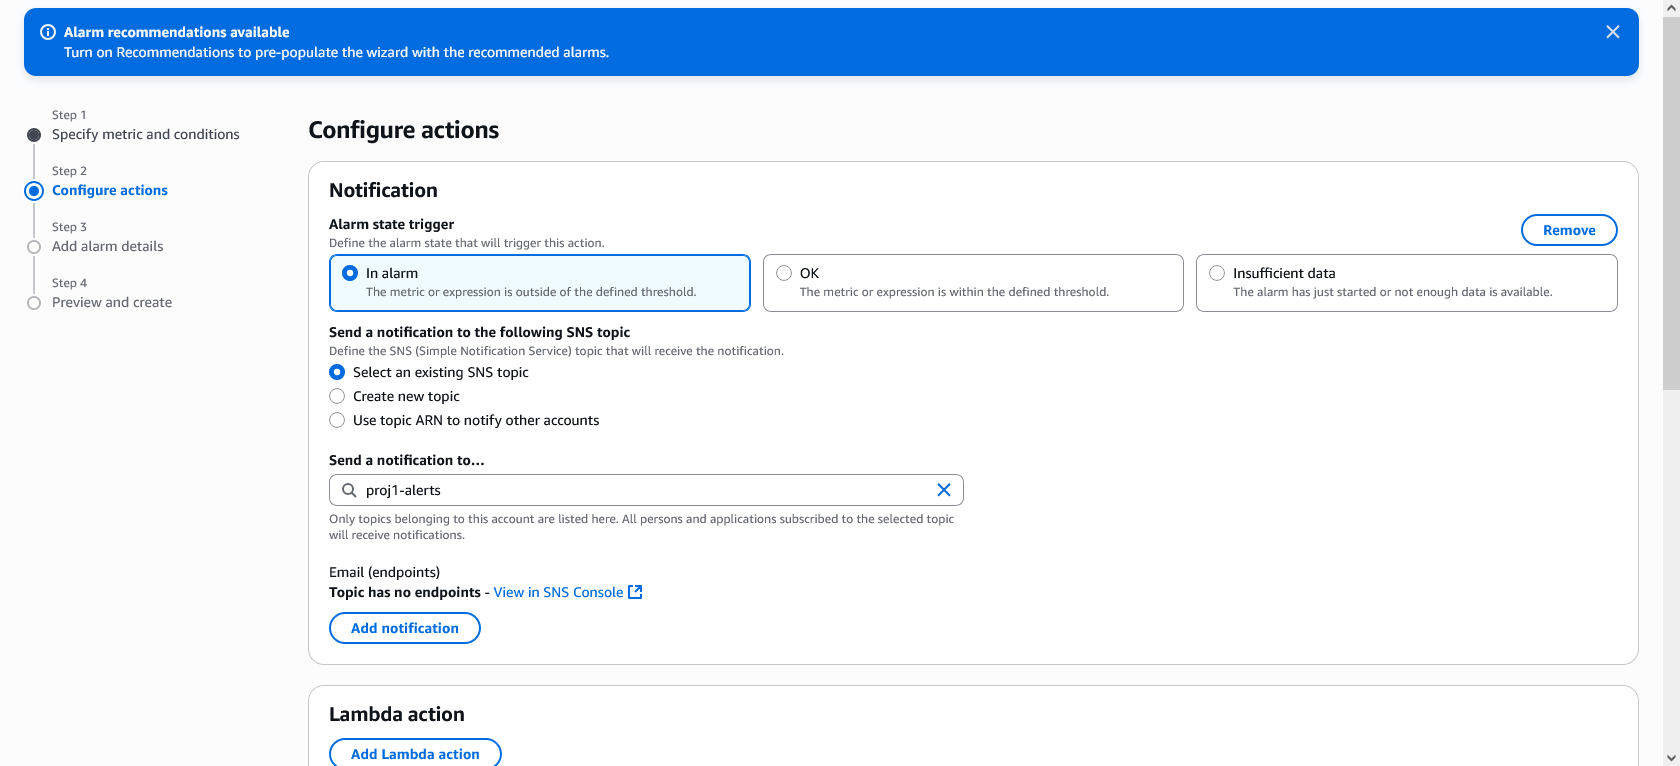 Alarm recommendations available
Turn on Recommendations to pre-populate the wizard with the recommended alarms.
Step 1
Specify metric and conditions
Step 2
Configure actions
Step 3
Add alarm details
Step 4
Preview and create
Configure actions
Notification
Alarm state trigger
Define the alarm state that will trigger this action.
Remove
In alarm
The metric or expression is outside of the defined threshold.
OK
The metric or expression is within the defined threshold.
Insufficient data
The alarm has just started or not enough data is available.
Send a notification to the following SNS topic
Define the SNS (Simple Notification Service) topic that will receive the notification.
Select an existing SNS topic
Create new topic
Use topic ARN to notify other accounts
Send a notification to…
proj1-alerts
Only topics belonging to this account are listed here. All persons and applications subscribed to the selected topic
will receive notifications.
Email (endpoints)
Topic has no endpoints - View in SNS Console
Add notification
Lambda action
Add Lambda action